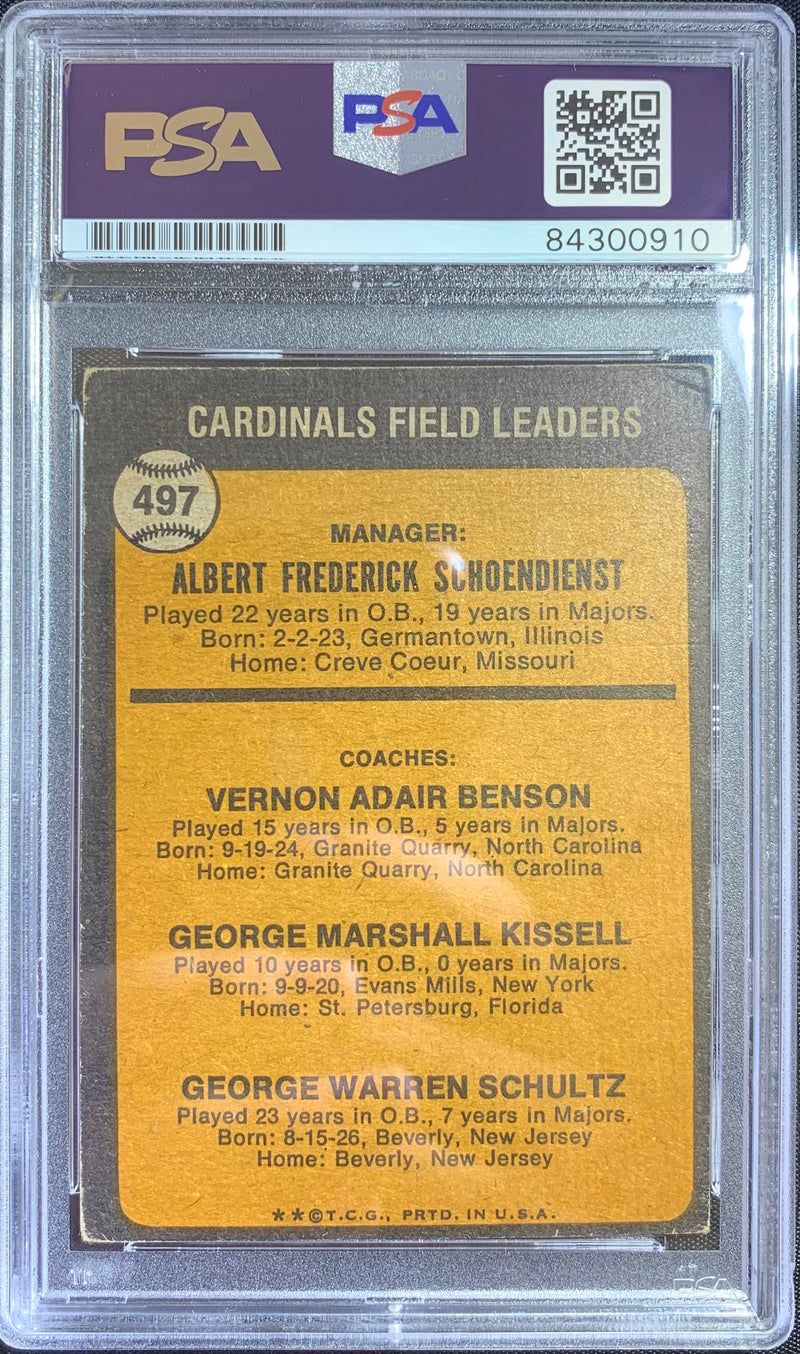 PSA
PSA
84300910
CARDINALS FIELD LEADERS
497
MANAGER:
ALBERT FREDERICK SCHOENDIENST
Played 22 years in O.B., 19 years in Majors.
Born: 2-2-23, Germantown, Illinois
Home: Creve Coeur, Missouri
COACHES:
VERNON ADAIR BENSON
Played 15 years in O.B., 5 years in Majors.
Born: 9-19-24, Granite Quarry, North Carolina
Home: Granite Quarry, North Carolina
GEORGE MARSHALL KISSELL
Played 10 years in O.B., 0 years in Majors.
Born: 9-9-20, Evans Mills, New York
Home: St. Petersburg, Florida
GEORGE WARREN SCHULTZ
Played 23 years in O.B., 7 years in Majors.
Born: 8-15-26, Beverly, New Jersey
Home: Beverly, New Jersey
**©T.C.G., PRTD. IN U.S.A.
PSA